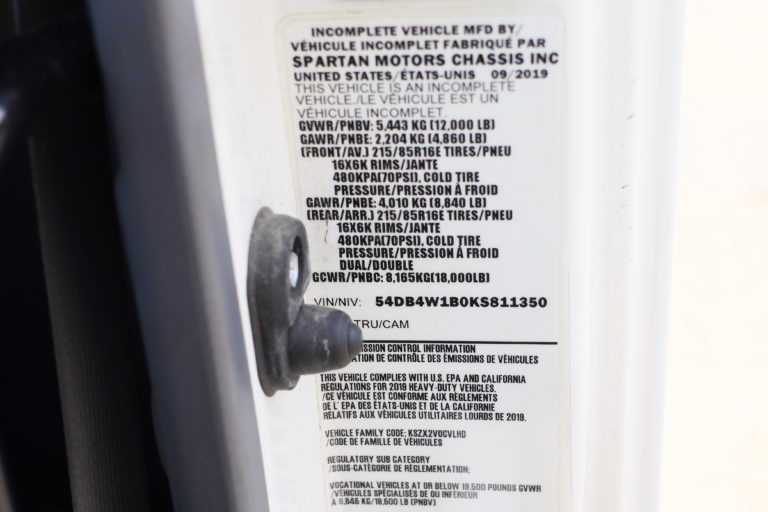 INCOMPLETE VEHICLE MFD BY/
VÉHICULE INCOMPLET FABRIQUÉ PAR
SPARTAN MOTORS CHASSIS INC
UNITED STATES/ÉTATS-UNIS 09/2019
THIS VEHICLE IS AN INCOMPLETE
VEHICLE./LE VÉHICULE EST UN
VÉHICULE INCOMPLET.
GVWR/PNBV: 5,443 KG (12,000 LB)
GAWR/PNBE: 2,204 KG (4,860 LB)
(FRONT/AV.) 215/85R16E TIRES/PNEU
16X6K RIMS/JANTE
480KPA(70PSI), COLD TIRE
PRESSURE/PRESSION À FROID
GAWR/PNBE: 4,010 KG (8,840 LB)
(REAR/ARR.) 215/85R16E TIRES/PNEU
16X6K RIMS/JANTE
480KPA(70PSI), COLD TIRE
PRESSURE/PRESSION À FROID
DUAL/DOUBLE
GCWR/PNBC: 8,165KG(18,000LB)
VIN/NIV: 54DB4W1B0KS811350
TRU/CAM
SSION CONTROL INFORMATION
ATION DE CONTRÔLE DES ÉMISSIONS DE VÉHICULES
THIS VEHICLE COMPLIES WITH U.S. EPA AND CALIFORNIA
REGULATIONS FOR 2019 HEAVY-DUTY VEHICLES.
/CE VÉHICULE EST CONFORME AUX RÈGLEMENTS
DE L' EPA DES ÉTATS-UNIS ET DE LA CALIFORNIE
RELATIFS AUX VÉHICULES UTILITAIRES LOURDS DE 2019.
VEHICLE FAMILY CODE: KSZX2VOCVLHD
/CODE DE FAMILLE DE VÉHICULES
REGULATORY SUB CATEGORY
/SOUS-CATÉGORIE DE RÈGLEMENTATION:
VOCATIONAL VEHICLES AT OR BELOW 19,500 POUNDS GVWR
/VÉHICULES SPÉCIALISÉS DE OU INFÉRIEUR
À 8,845 KG/19,500 LB (PNBV)